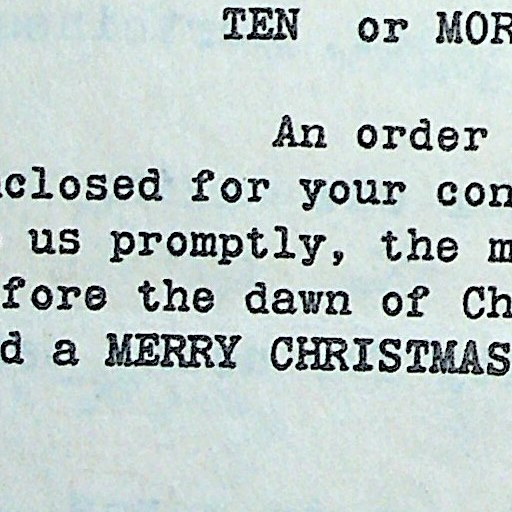 TEN or MOR
An order
closed for your con
us promptly, the m
fore the dawn of Ch
d a MERRY CHRISTMAS